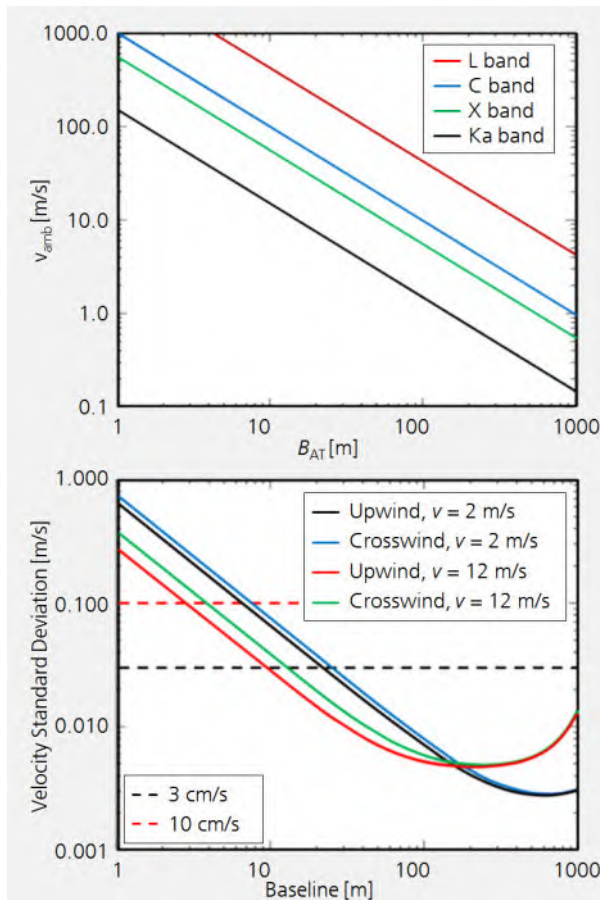 1000.0
100.0
10.0
1.0
0.1
v_amb [m/s]
L band
C band
X band
Ka band
1 10 100 1000
B_AT [m]
1.000
0.100
0.010
0.001
Velocity Standard Deviation [m/s]
Upwind, v = 2 m/s
Crosswind, v = 2 m/s
Upwind, v = 12 m/s
Crosswind, v = 12 m/s
3 cm/s
10 cm/s
1 10 100 1000
Baseline [m]